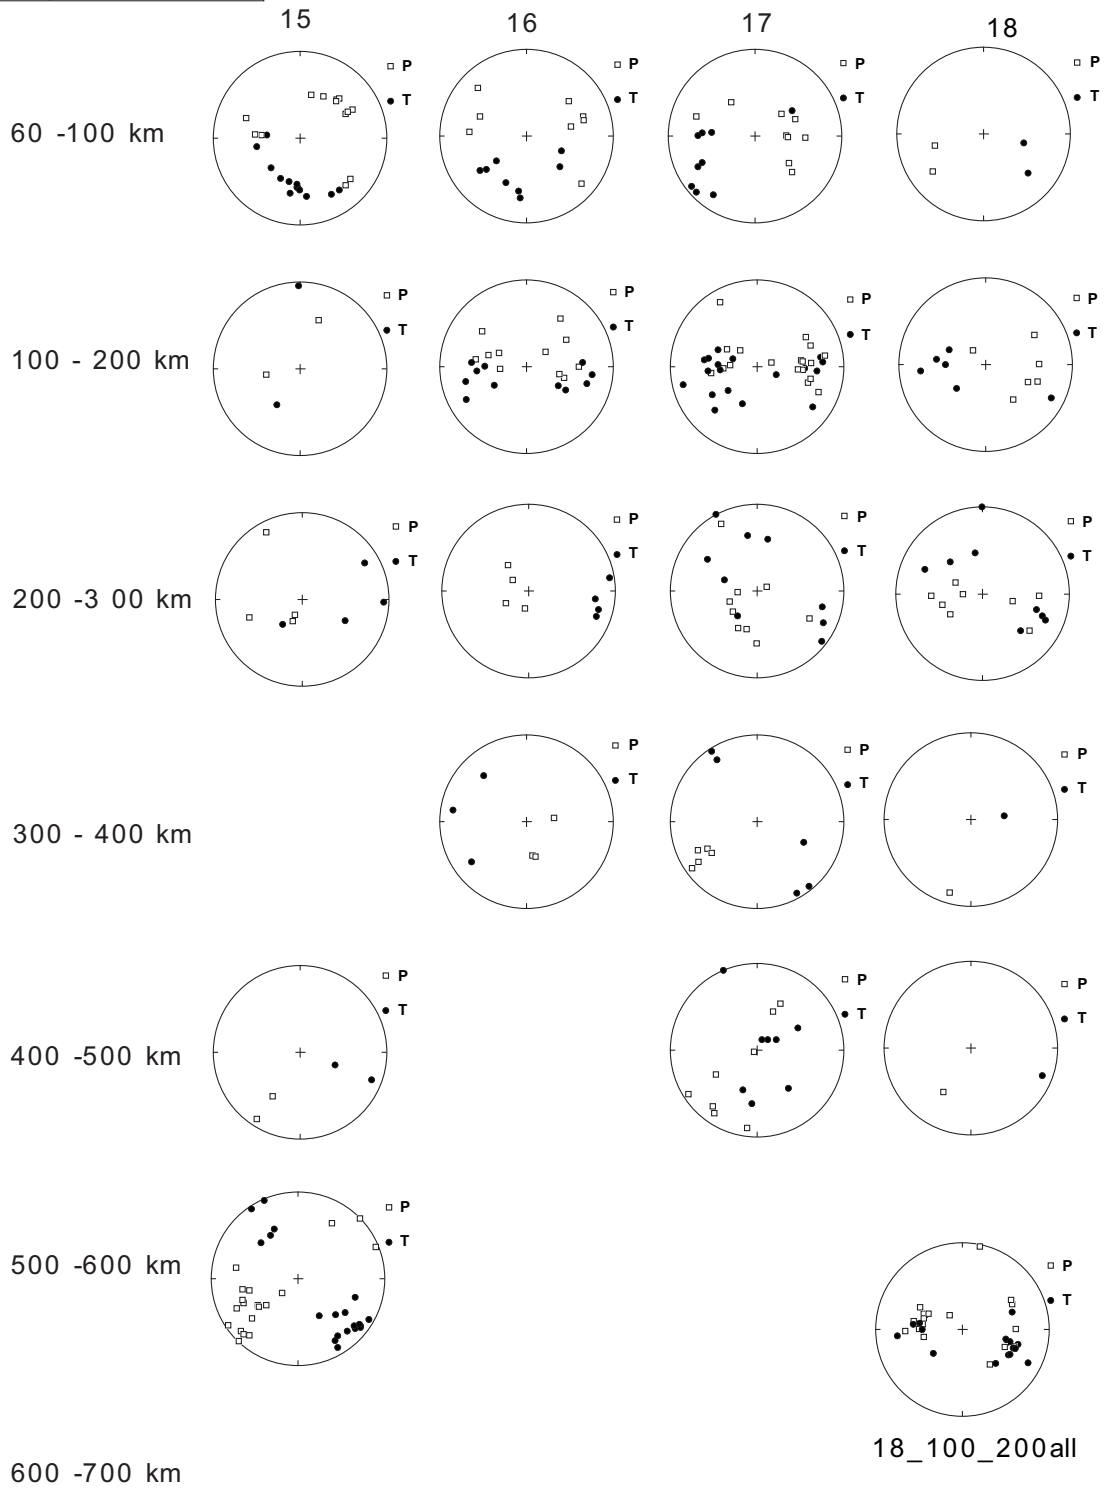 15 16 17 18
P P P P
T T T T
60 -100 km
P P P P
T T T T
100 - 200 km
P P P P
T T T T
200 -3 00 km
P P P
T T T
300 - 400 km
P P P
T T T
400 -500 km
P
T
500 -600 km
P
T
18_100_200all
600 -700 km